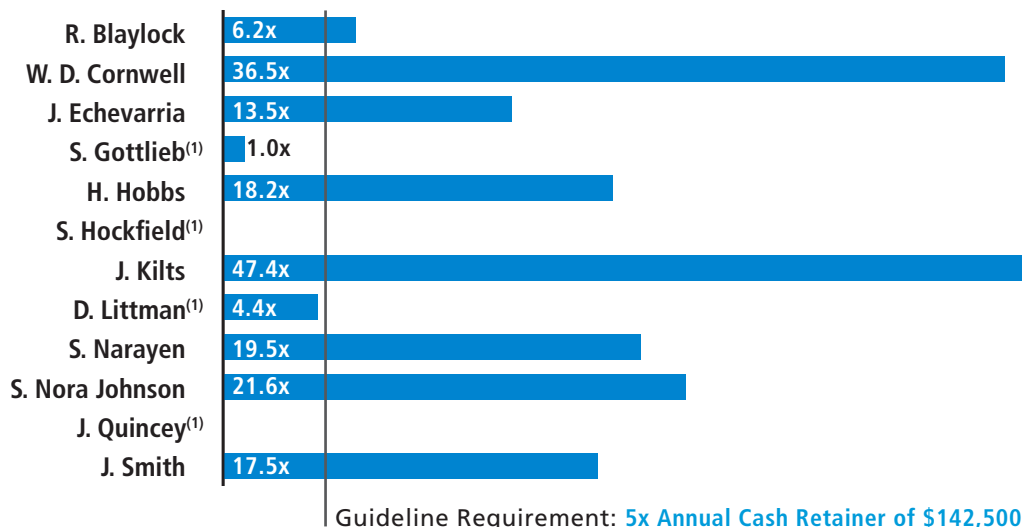 R. Blaylock 6.2x
W. D. Cornwell 36.5x
J. Echevarria 13.5x
S. Gottlieb(1) 1.0x
H. Hobbs 18.2x
S. Hockfield(1)
J. Kilts 47.4x
D. Littman(1) 4.4x
S. Narayen 19.5x
S. Nora Johnson 21.6x
J. Quincey(1)
J. Smith 17.5x
Guideline Requirement: 5x Annual Cash Retainer of $142,500